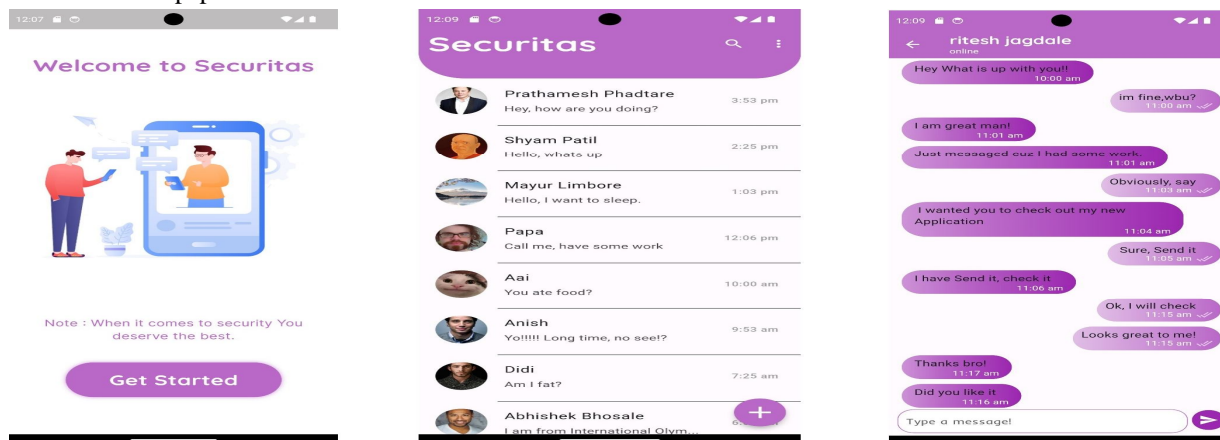 12:07
Welcome to Securitas
Note : When it comes to security You
deserve the best.
Get Started
12:09
Securitas
Prathamesh Phadtare
Hey, how are you doing?
3:53 pm
Shyam Patil
Hello, whats up
2:25 pm
Mayur Limbore
Hello, I want to sleep.
1:03 pm
Papa
Call me, have some work
12:06 pm
Aai
You ate food?
10:00 am
Anish
Yo!!!!! Long time, no see!?
9:53 am
Didi
Am I fat?
7:25 am
Abhishek Bhosale
I am from International Olym...
12:09
ritesh jagdale
online
Hey What is up with you!!
10:00 am
im fine,wbu?
11:00 am
I am great man!
11:01 am
Just messaged cuz I had some work.
11:01 am
Obviously, say
11:03 am
I wanted you to check out my new
Application
11:04 am
Sure, Send it
11:05 am
I have Send it, check it
11:06 am
Ok, I will check
11:15 am
Looks great to me!
11:15 am
Thanks bro!
11:17 am
Did you like it
11:16 am
Type a message!